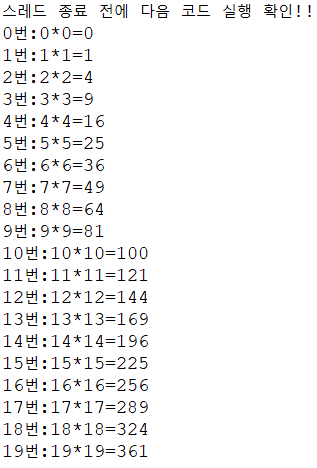 스레드 종료 전에 다음 코드 실행 확인!!
0번:0*0=0
1번:1*1=1
2번:2*2=4
3번:3*3=9
4번:4*4=16
5번:5*5=25
6번:6*6=36
7번:7*7=49
8번:8*8=64
9번:9*9=81
10번:10*10=100
11번:11*11=121
12번:12*12=144
13번:13*13=169
14번:14*14=196
15번:15*15=225
16번:16*16=256
17번:17*17=289
18번:18*18=324
19번:19*19=361